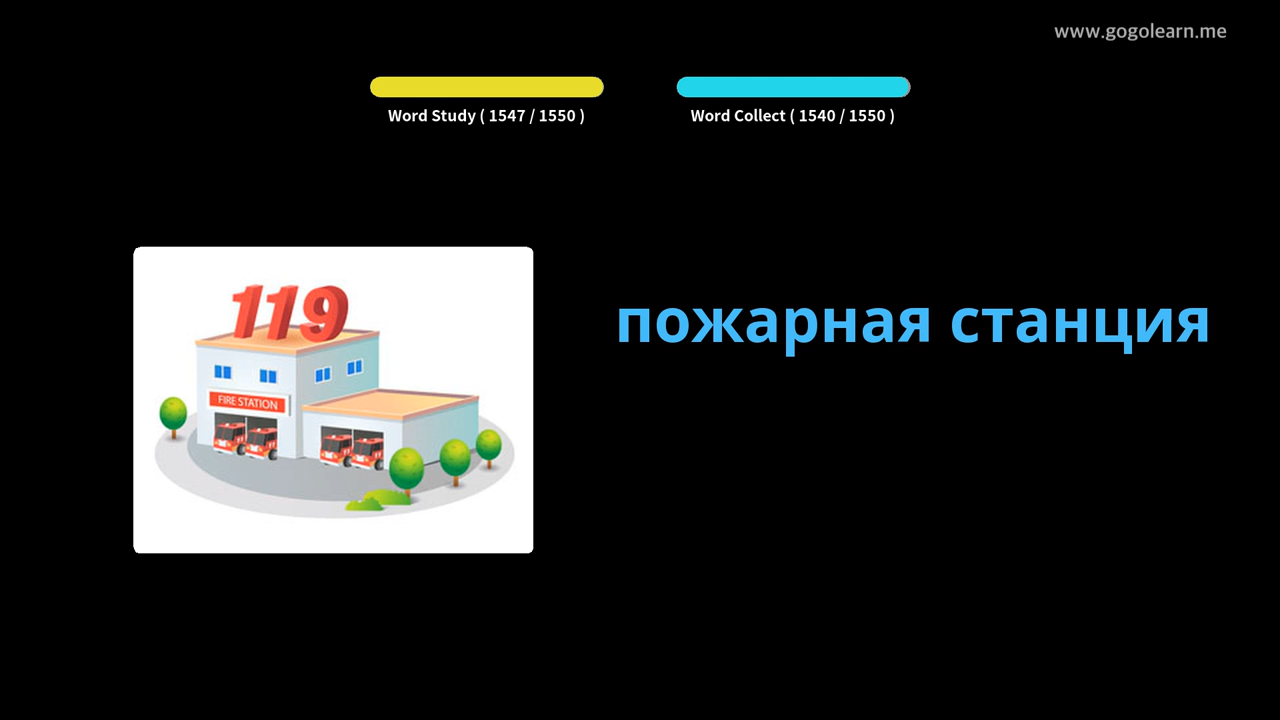 www.gogolearn.me
Word Study ( 1547 / 1550 )
Word Collect ( 1540 / 1550 )
119
FIRE STATION
пожарная станция